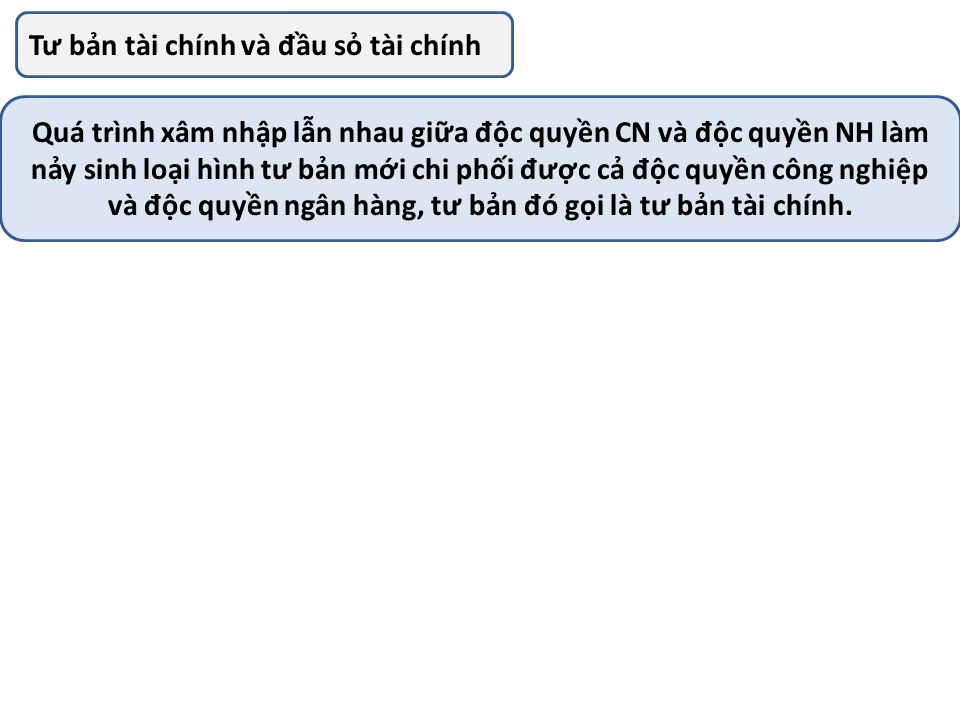 Tư bản tài chính và đầu sỏ tài chính
Quá trình xâm nhập lẫn nhau giữa độc quyền CN và độc quyền NH làm
nảy sinh loại hình tư bản mới chi phối được cả độc quyền công nghiệp
và độc quyền ngân hàng, tư bản đó gọi là tư bản tài chính.